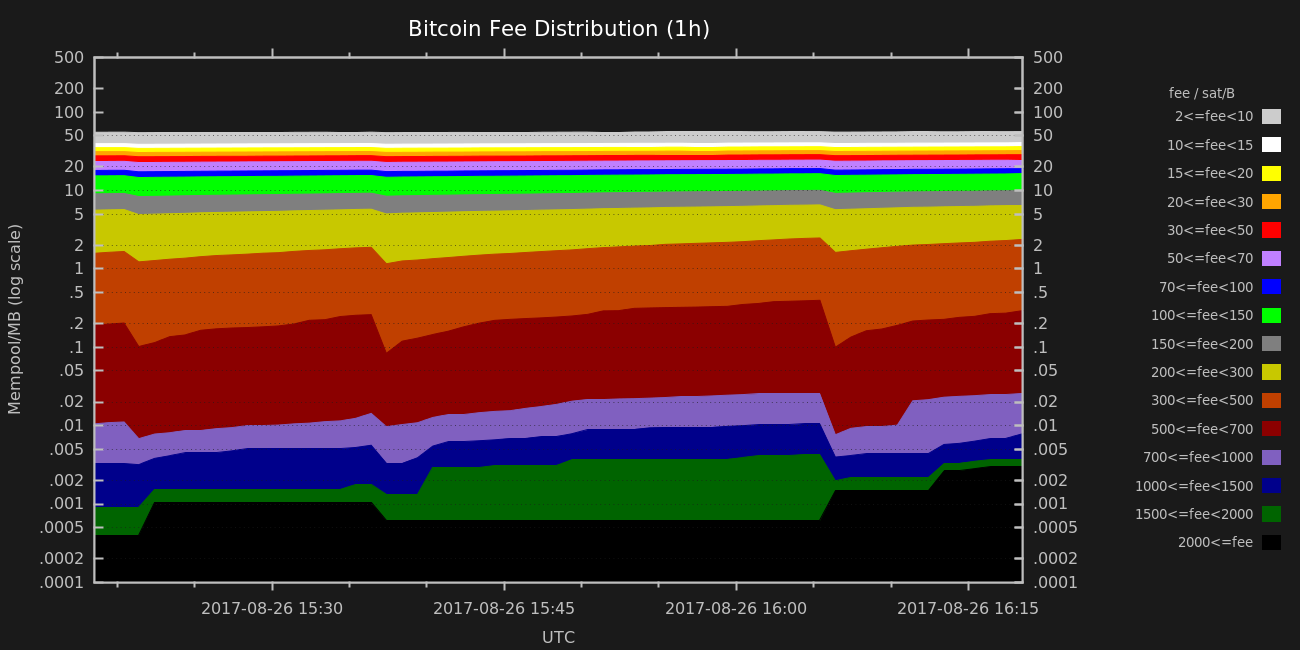 Bitcoin Fee Distribution (1h)
500
200
100
50
20
10
5
2
1
.5
.2
.1
.05
.02
.01
.005
.002
.001
.0005
.0002
.0001
Mempool/MB (log scale)
500
200
100
50
20
10
5
2
1
.5
.2
.1
.05
.02
.01
.005
.002
.001
.0005
.0002
.0001
2017-08-26 15:30
2017-08-26 15:45
2017-08-26 16:00
2017-08-26 16:15
UTC
fee / sat/B
2<=fee<10
10<=fee<15
15<=fee<20
20<=fee<30
30<=fee<50
50<=fee<70
70<=fee<100
100<=fee<150
150<=fee<200
200<=fee<300
300<=fee<500
500<=fee<700
700<=fee<1000
1000<=fee<1500
1500<=fee<2000
2000<=fee